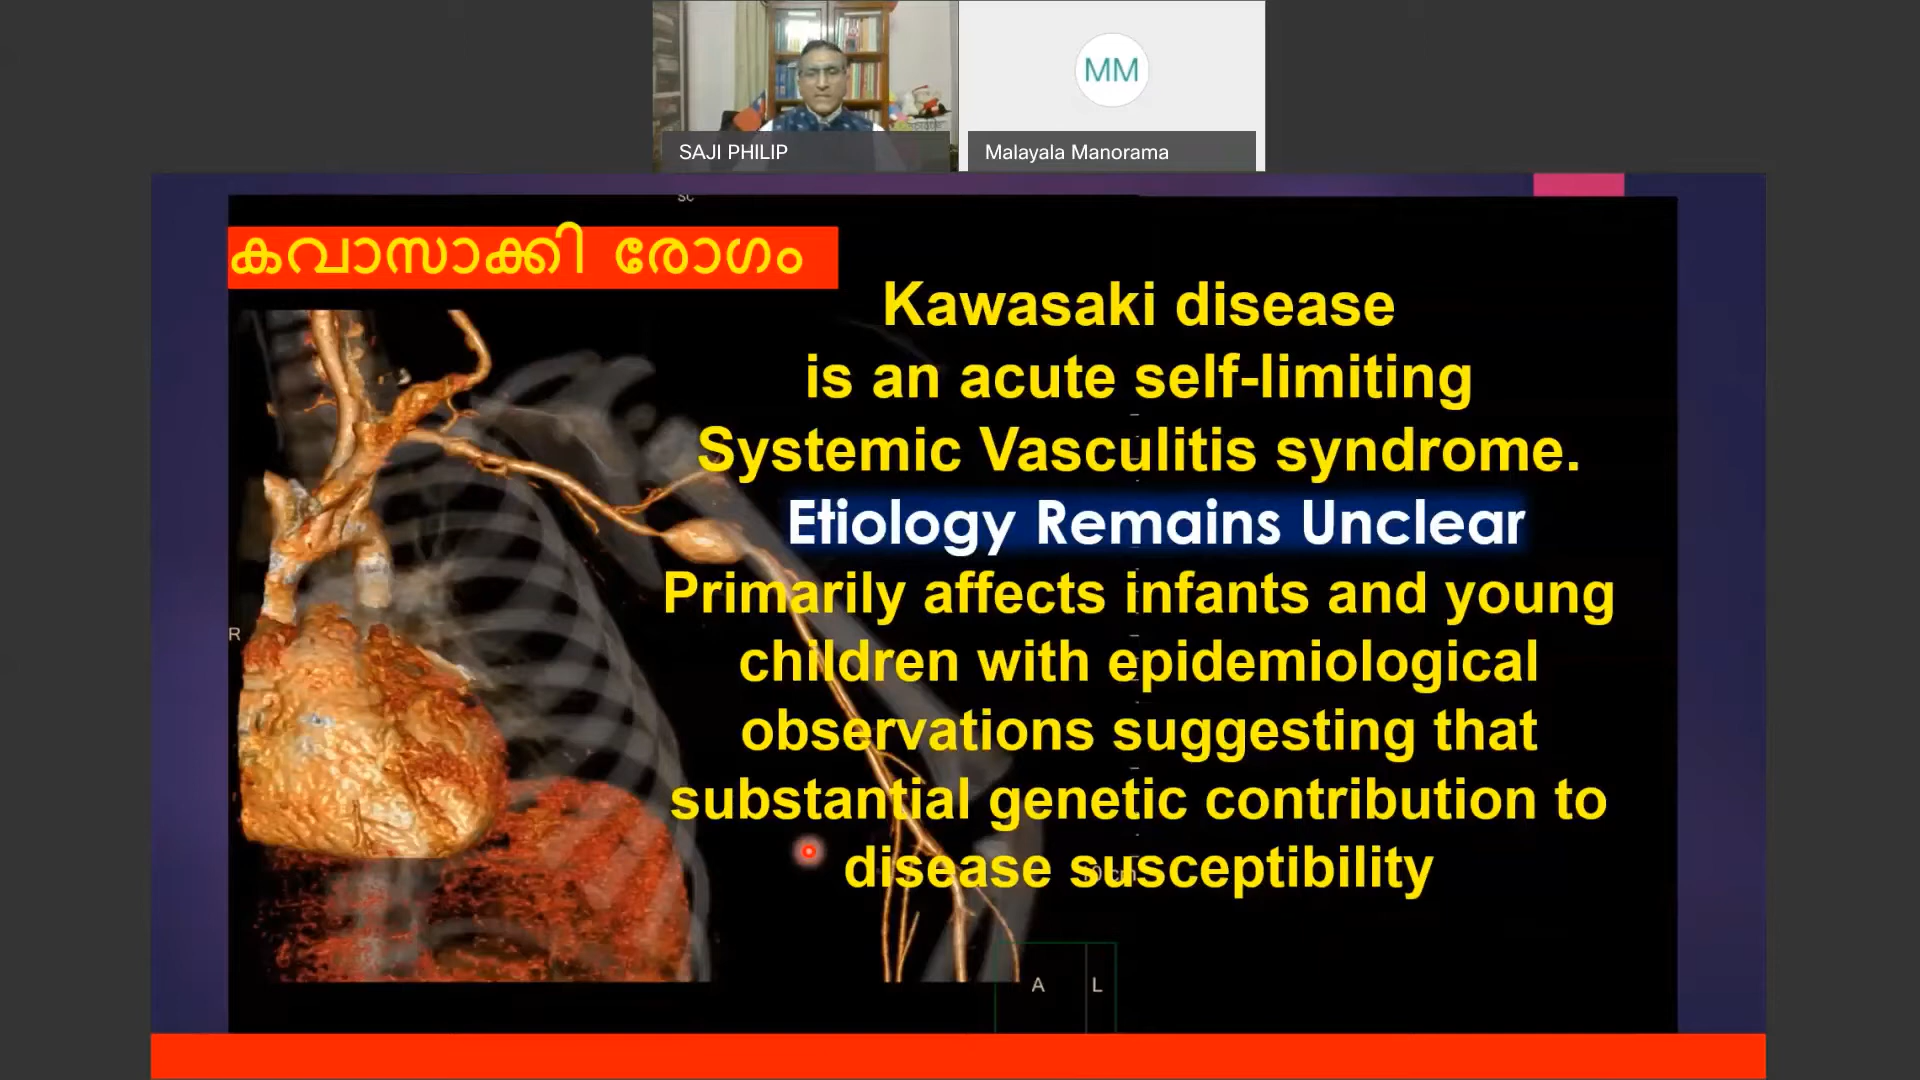 MM
SAJI PHILIP
Malayala Manorama
sc
കവാസാക്കി രോഗം
Kawasaki disease
is an acute self-limiting
Systemic Vasculitis syndrome.
Etiology Remains Unclear
Primarily affects infants and young
R
children with epidemiological
observations suggesting that
substantial genetic contribution to
disease susceptibility
A L